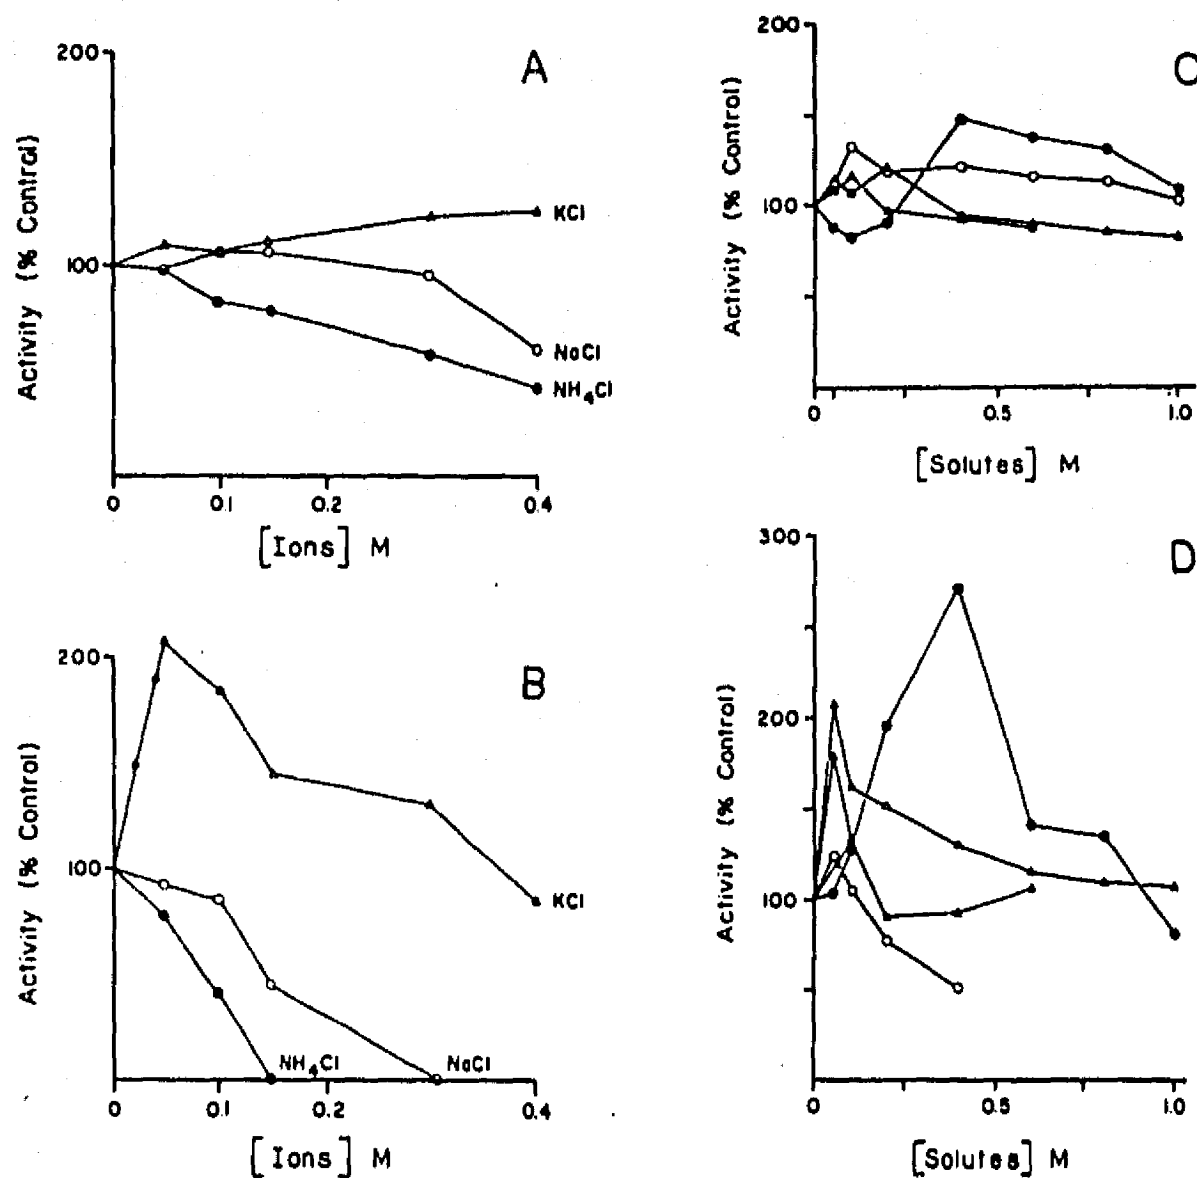 A
Activity (% Control)
200
100
KCl
NaCl
NH4Cl
0 0.1 0.2 0.4
[Ions] M
B
Activity (% Control)
200
100
KCl
NH4Cl NaCl
0 0.1 0.2 0.4
[Ions] M
C
Activity (% Control)
200
100
0 0.5 1.0
[Solutes] M
D
Activity (% Control)
300
200
100
0 0.5 1.0
[Solutes] M